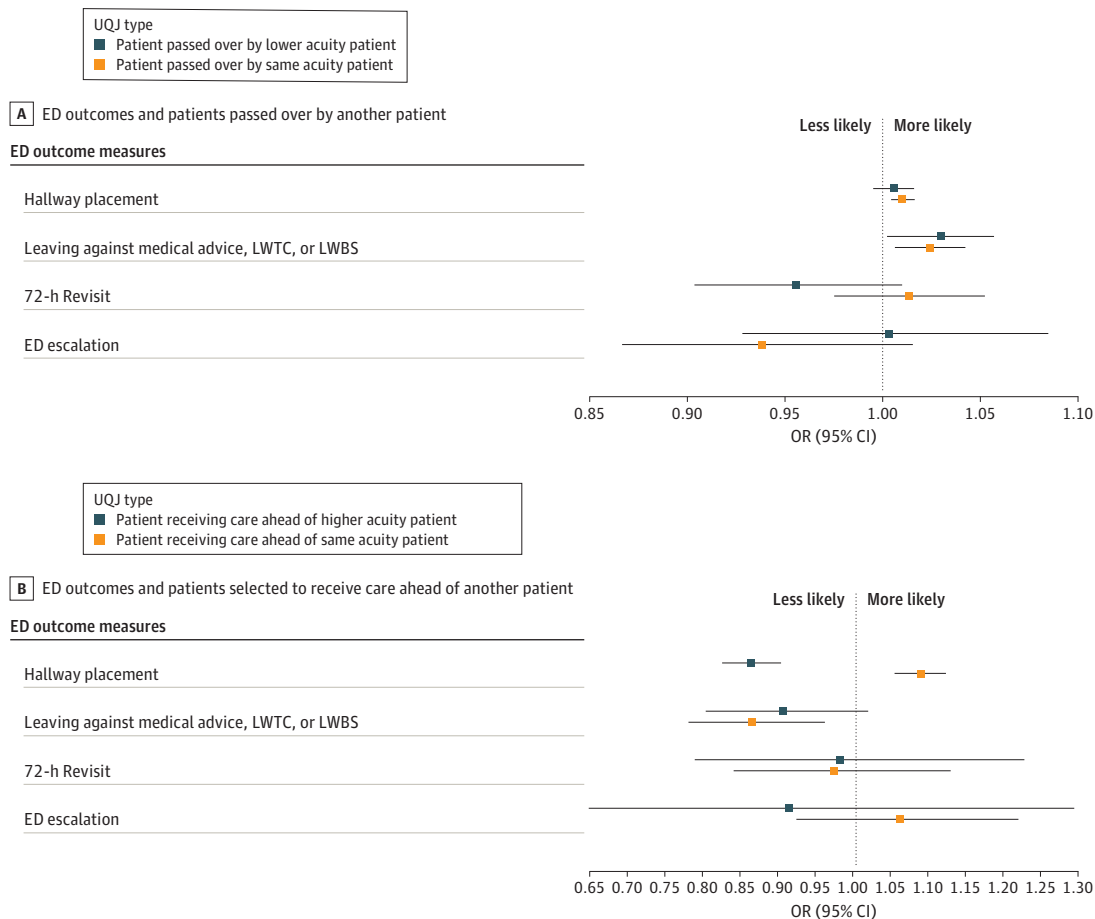 UQJ type
Patient passed over by lower acuity patient
Patient passed over by same acuity patient
A ED outcomes and patients passed over by another patient
Less likely More likely
ED outcome measures
Hallway placement
Leaving against medical advice, LWTC, or LWBS
72-h Revisit
ED escalation
0.85 0.90 0.95 1.00 1.05 1.10
OR (95% CI)
UQJ type
Patient receiving care ahead of higher acuity patient
Patient receiving care ahead of same acuity patient
B ED outcomes and patients selected to receive care ahead of another patient
Less likely More likely
ED outcome measures
Hallway placement
Leaving against medical advice, LWTC, or LWBS
72-h Revisit
ED escalation
0.65 0.70 0.75 0.80 0.85 0.90 0.95 1.00 1.05 1.10 1.15 1.20 1.25 1.30
OR (95% CI)